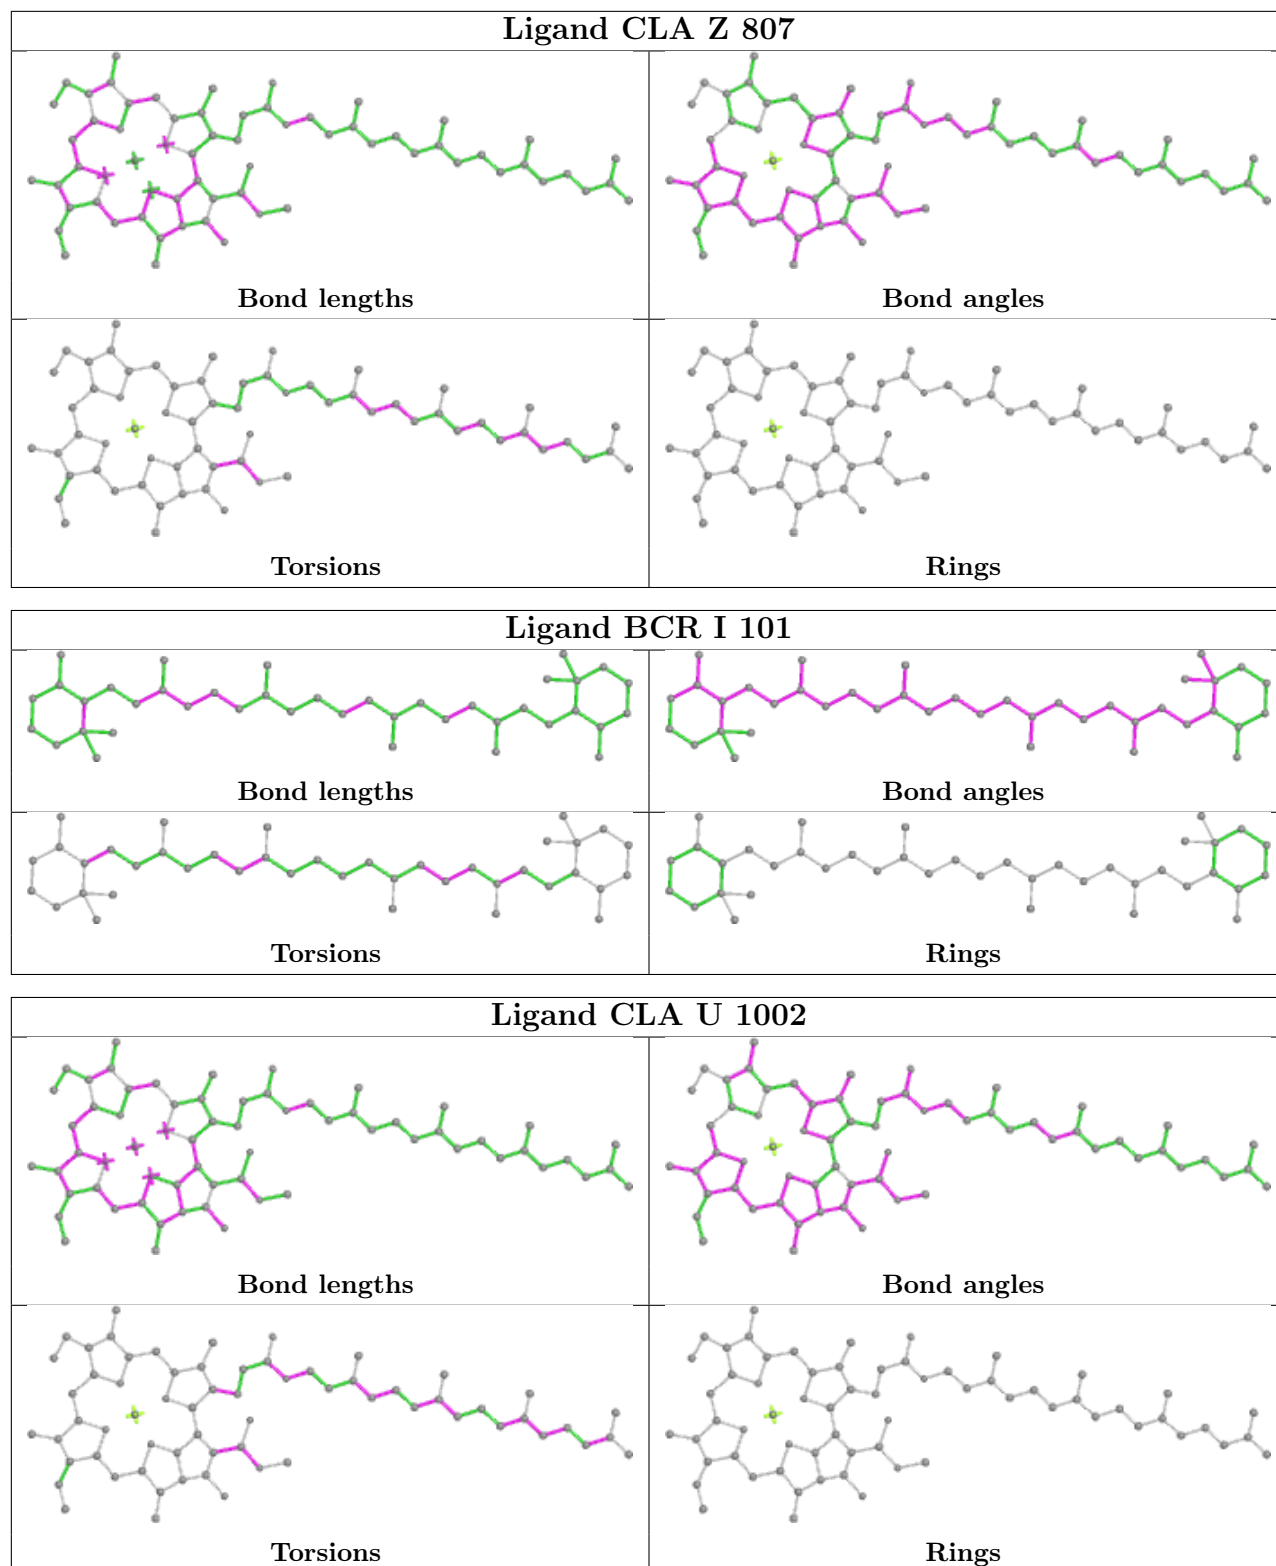 Ligand CLA Z 807
Bond lengths
Bond angles
Torsions
Rings
Ligand BCR I 101
Bond lengths
Bond angles
Torsions
Rings
Ligand CLA U 1002
Bond lengths
Bond angles
Torsions
Rings